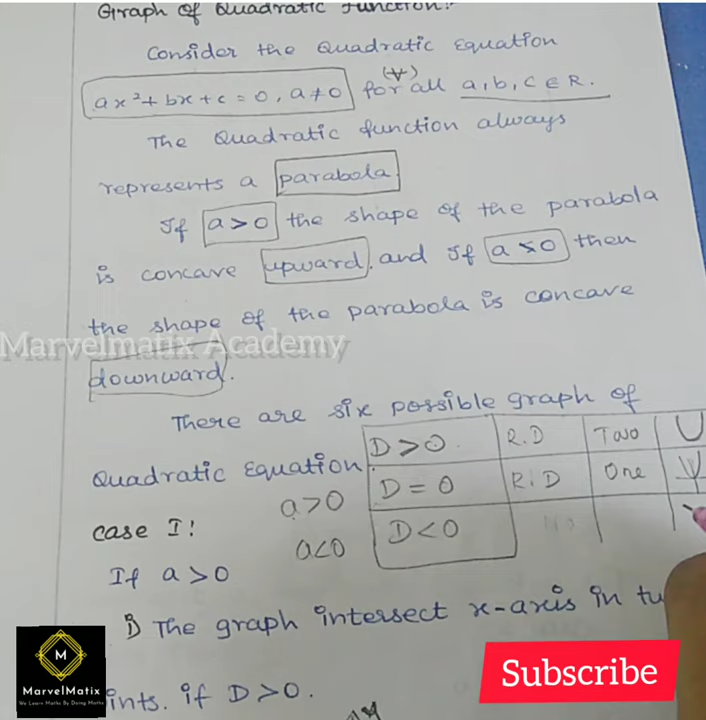 Graph of Quadratic Function:-
Consider the Quadratic Equation
ax²+bx+c=0, a≠0 for all a,b,c∈R.
(∀)
The Quadratic function always
represents a parabola
If a>0 the shape of the parabola
is concave upward. and If a<0 then
the shape of the parabola is concave
Marvelmatix Academy
downward.
There are six possible graph of
Quadratic Equation
D>0. R.D Two
D=0 R.D One
D<0
a>0
a<0
case I:
If a>0
i) The graph intersect x-axis in
ints. if D>0.
M
MarvelMatix
We Learn Maths By Doing Maths
Subscribe